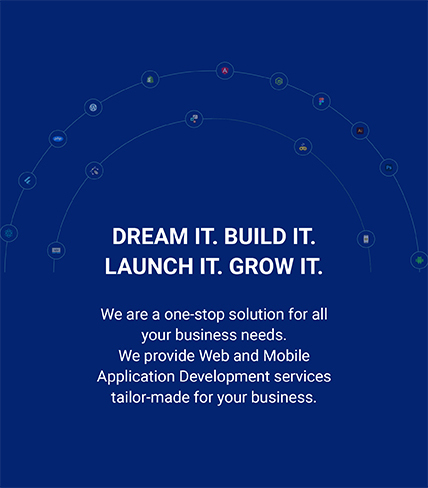 DREAM IT. BUILD IT.
LAUNCH IT. GROW IT.
We are a one-stop solution for all
your business needs.
We provide Web and Mobile
Application Development services
tailor-made for your business.